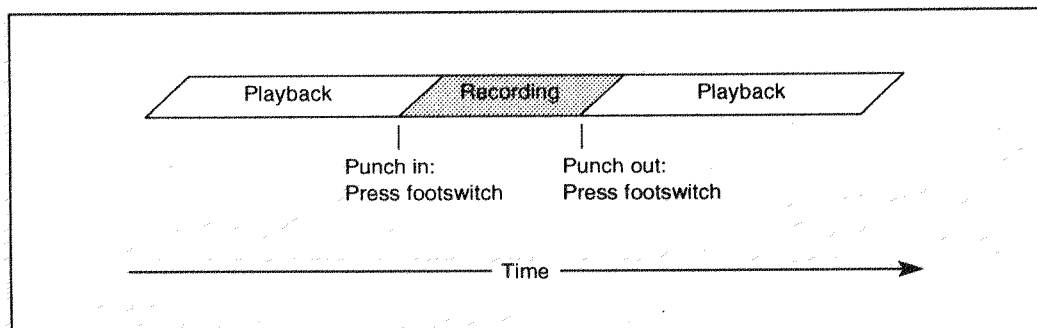 Playback
Recording
Playback
Punch in:
Press footswitch
Punch out:
Press footswitch
Time